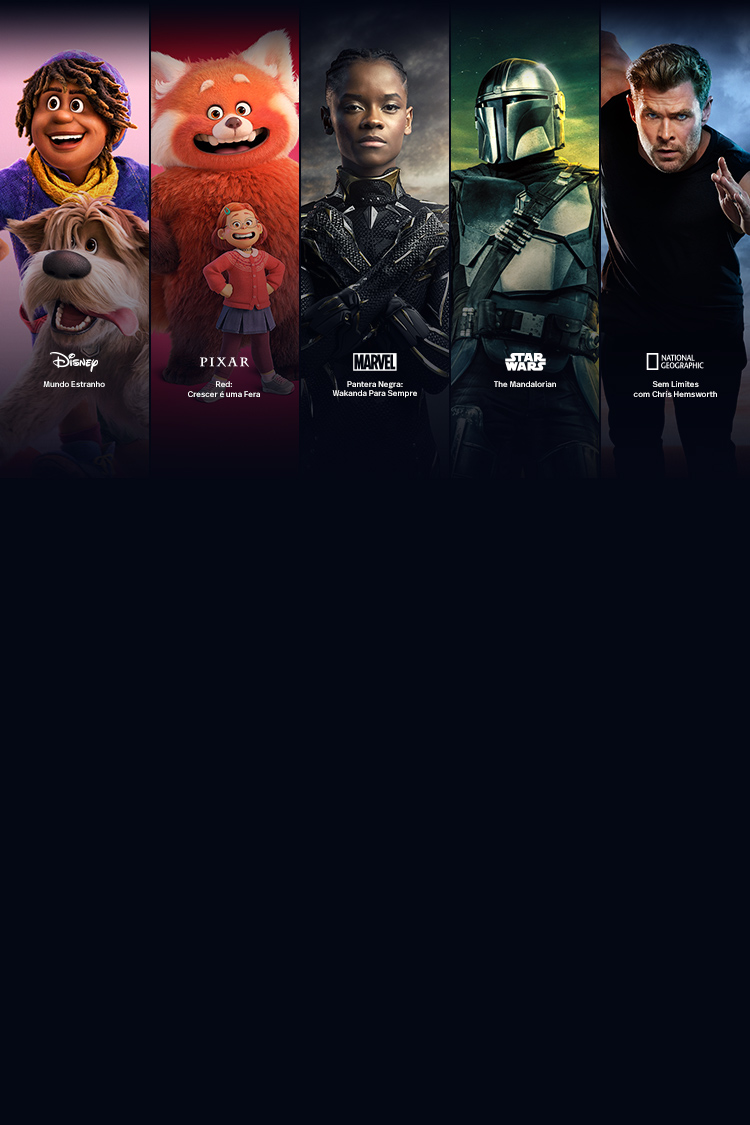 Disney
Mundo Estranho
PIXAR
Red:
Crescer é uma Fera
MARVEL
Pantera Negra:
Wakanda Para Sempre
STAR
WARS
The Mandalorian
NATIONAL
GEOGRAPHIC
Sem Limites
com Chris Hemsworth